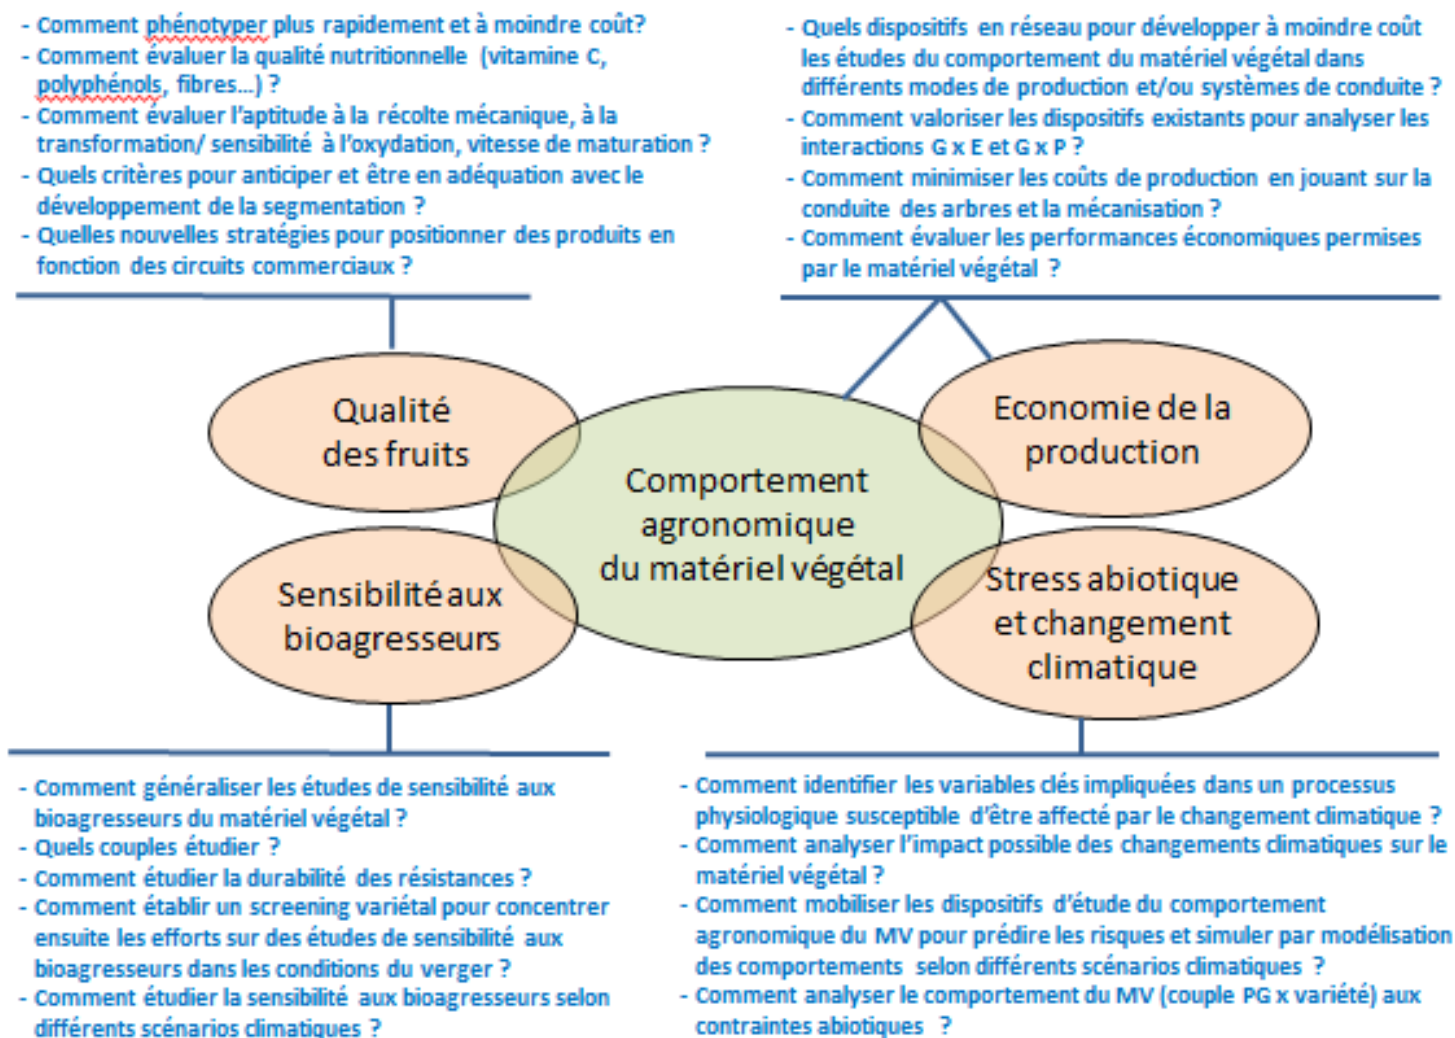 - Comment phénotyper plus rapidement et à moindre coût?
- Comment évaluer la qualité nutritionnelle (vitamine C,
polyphénols, fibres...) ?
- Comment évaluer l'aptitude à la récolte mécanique, à la
transformation/ sensibilité à l'oxydation, vitesse de maturation ?
- Quels critères pour anticiper et être en adéquation avec le
développement de la segmentation ?
- Quelles nouvelles stratégies pour positionner des produits en
fonction des circuits commerciaux ?
- Quels dispositifs en réseau pour développer à moindre coût
les études du comportement du matériel végétal dans
différents modes de production et/ou systèmes de conduite ?
- Comment valoriser les dispositifs existants pour analyser les
interactions G x E et G x P ?
- Comment minimiser les coûts de production en jouant sur la
conduite des arbres et la mécanisation ?
- Comment évaluer les performances économiques permises
par le matériel végétal ?
Qualité
des fruits
Economie de la
production
Comportement
agronomique
du matériel végétal
Sensibilité aux
bioagresseurs
Stress abiotique
et changement
climatique
- Comment généraliser les études de sensibilité aux
bioagresseurs du matériel végétal ?
- Quels couples étudier ?
- Comment étudier la durabilité des résistances ?
- Comment établir un screening variétal pour concentrer
ensuite les efforts sur des études de sensibilité aux
bioagresseurs dans les conditions du verger ?
- Comment étudier la sensibilité aux bioagresseurs selon
différents scénarios climatiques ?
- Comment identifier les variables clés impliquées dans un processus
physiologique susceptible d'être affecté par le changement climatique ?
- Comment analyser l'impact possible des changements climatiques sur le
matériel végétal ?
- Comment mobiliser les dispositifs d'étude du comportement
agronomique du MV pour prédire les risques et simuler par modélisation
des comportements selon différents scénarios climatiques ?
- Comment analyser le comportement du MV (couple PG x variété) aux
contraintes abiotiques ?